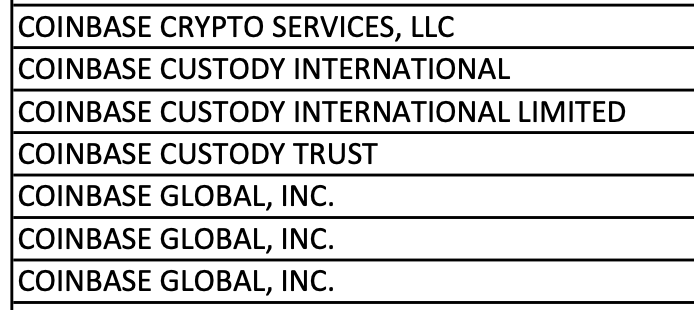 COINBASE CRYPTO SERVICES, LLC
COINBASE CUSTODY INTERNATIONAL
COINBASE CUSTODY INTERNATIONAL LIMITED
COINBASE CUSTODY TRUST
COINBASE GLOBAL, INC.
COINBASE GLOBAL, INC.
COINBASE GLOBAL, INC.